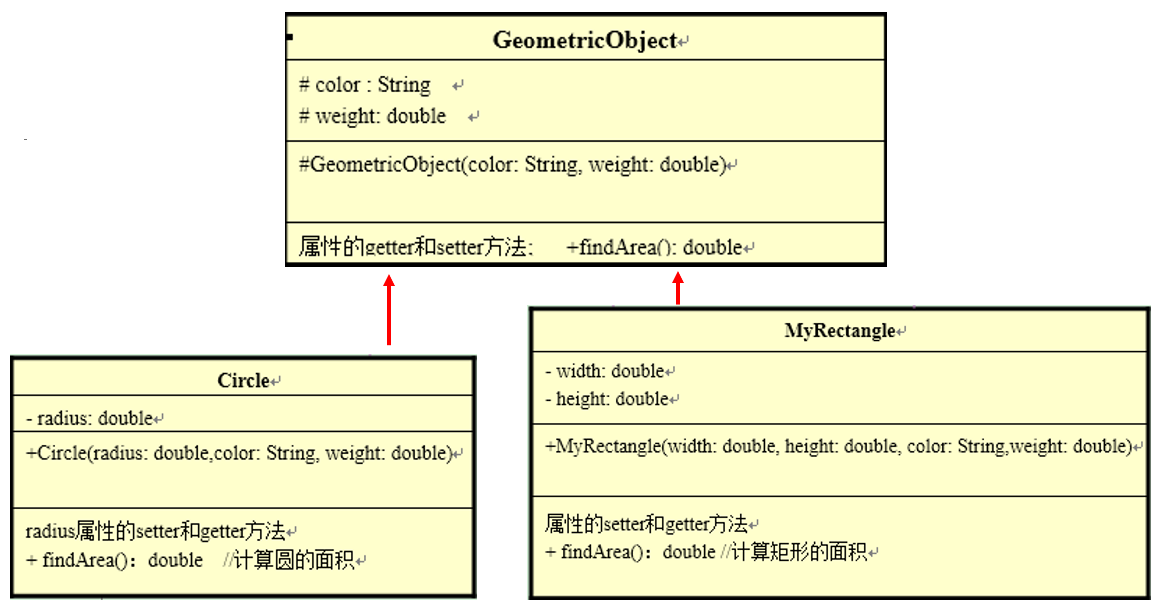 GeometricObject
# color : String
# weight: double
#GeometricObject(color: String, weight: double)
属性的getter和setter方法; +findArea(): double
Circle
- radius: double
+Circle(radius: double,color: String, weight: double)
radius属性的setter和getter方法
+ findArea()：double //计算圆的面积
MyRectangle
- width: double
- height: double
+MyRectangle(width: double, height: double, color: String,weight: double)
属性的setter和getter方法
+ findArea()：double //计算矩形的面积